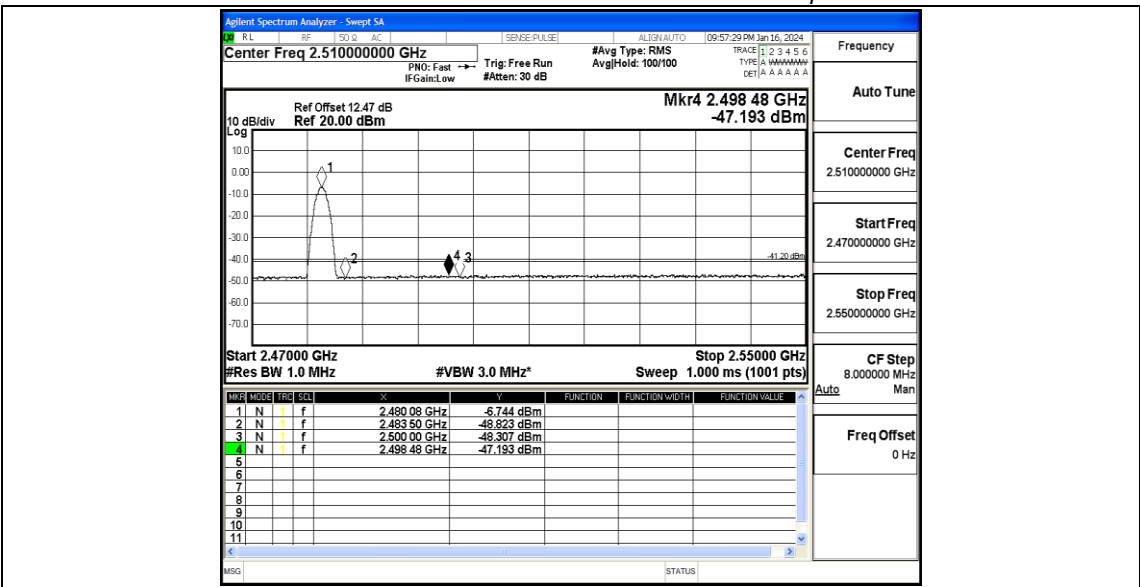 Agilent Spectrum Analyzer - Swept SA
RL RF 50 Ω AC SENSE:PULSE ALIGNAUTO 09:57:29 PM Jan 16, 2024
Center Freq 2.510000000 GHz #Avg Type: RMS TRACE 1 2 3 4 5 6
PNO: Fast Trig: Free Run Avg|Hold: 100/100 TYPE A WWWWW
IFGain:Low #Atten: 30 dB DET A A A A A A
Ref Offset 12.47 dB Mkr4 2.498 48 GHz
10 dB/div Ref 20.00 dBm -47.193 dBm
Log
10.0
0.00
-10.0
-20.0
-30.0
-40.0
-50.0
-60.0
-70.0
1
2
4
3
-41.20 dBm
Start 2.47000 GHz Stop 2.55000 GHz
#Res BW 1.0 MHz #VBW 3.0 MHz* Sweep 1.000 ms (1001 pts)
MKR MODE TRC SCL X Y FUNCTION FUNCTION WIDTH FUNCTION VALUE
1 N 1 f 2.480 08 GHz -6.744 dBm
2 N 1 f 2.483 50 GHz -48.823 dBm
3 N 1 f 2.500 00 GHz -48.307 dBm
4 N 1 f 2.498 48 GHz -47.193 dBm
5
6
7
8
9
10
11
MSG STATUS
Frequency
Auto Tune
Center Freq
2.510000000 GHz
Start Freq
2.470000000 GHz
Stop Freq
2.550000000 GHz
CF Step
8.000000 MHz
Auto Man
Freq Offset
0 Hz